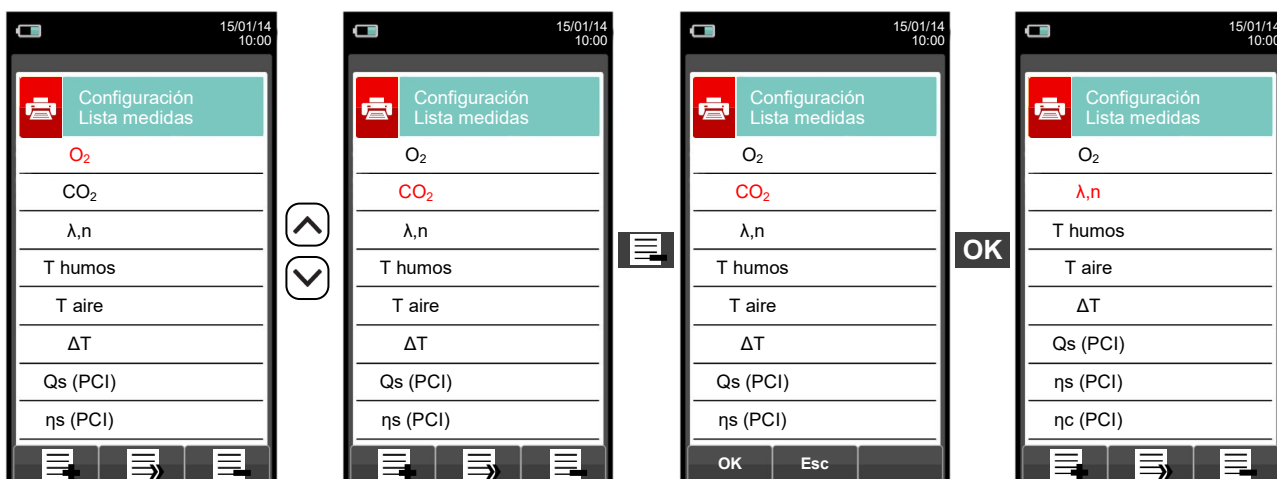 15/01/14
10:00
Configuración
Lista medidas
O₂
CO₂
λ,n
T humos
T aire
ΔT
Qs (PCI)
ηs (PCI)
15/01/14
10:00
Configuración
Lista medidas
O₂
CO₂
λ,n
T humos
T aire
ΔT
Qs (PCI)
ηs (PCI)
15/01/14
10:00
Configuración
Lista medidas
O₂
CO₂
λ,n
T humos
T aire
ΔT
Qs (PCI)
ηs (PCI)
OK Esc
OK
15/01/14
10:00
Configuración
Lista medidas
O₂
λ,n
T humos
T aire
ΔT
Qs (PCI)
ηs (PCI)
ηc (PCI)